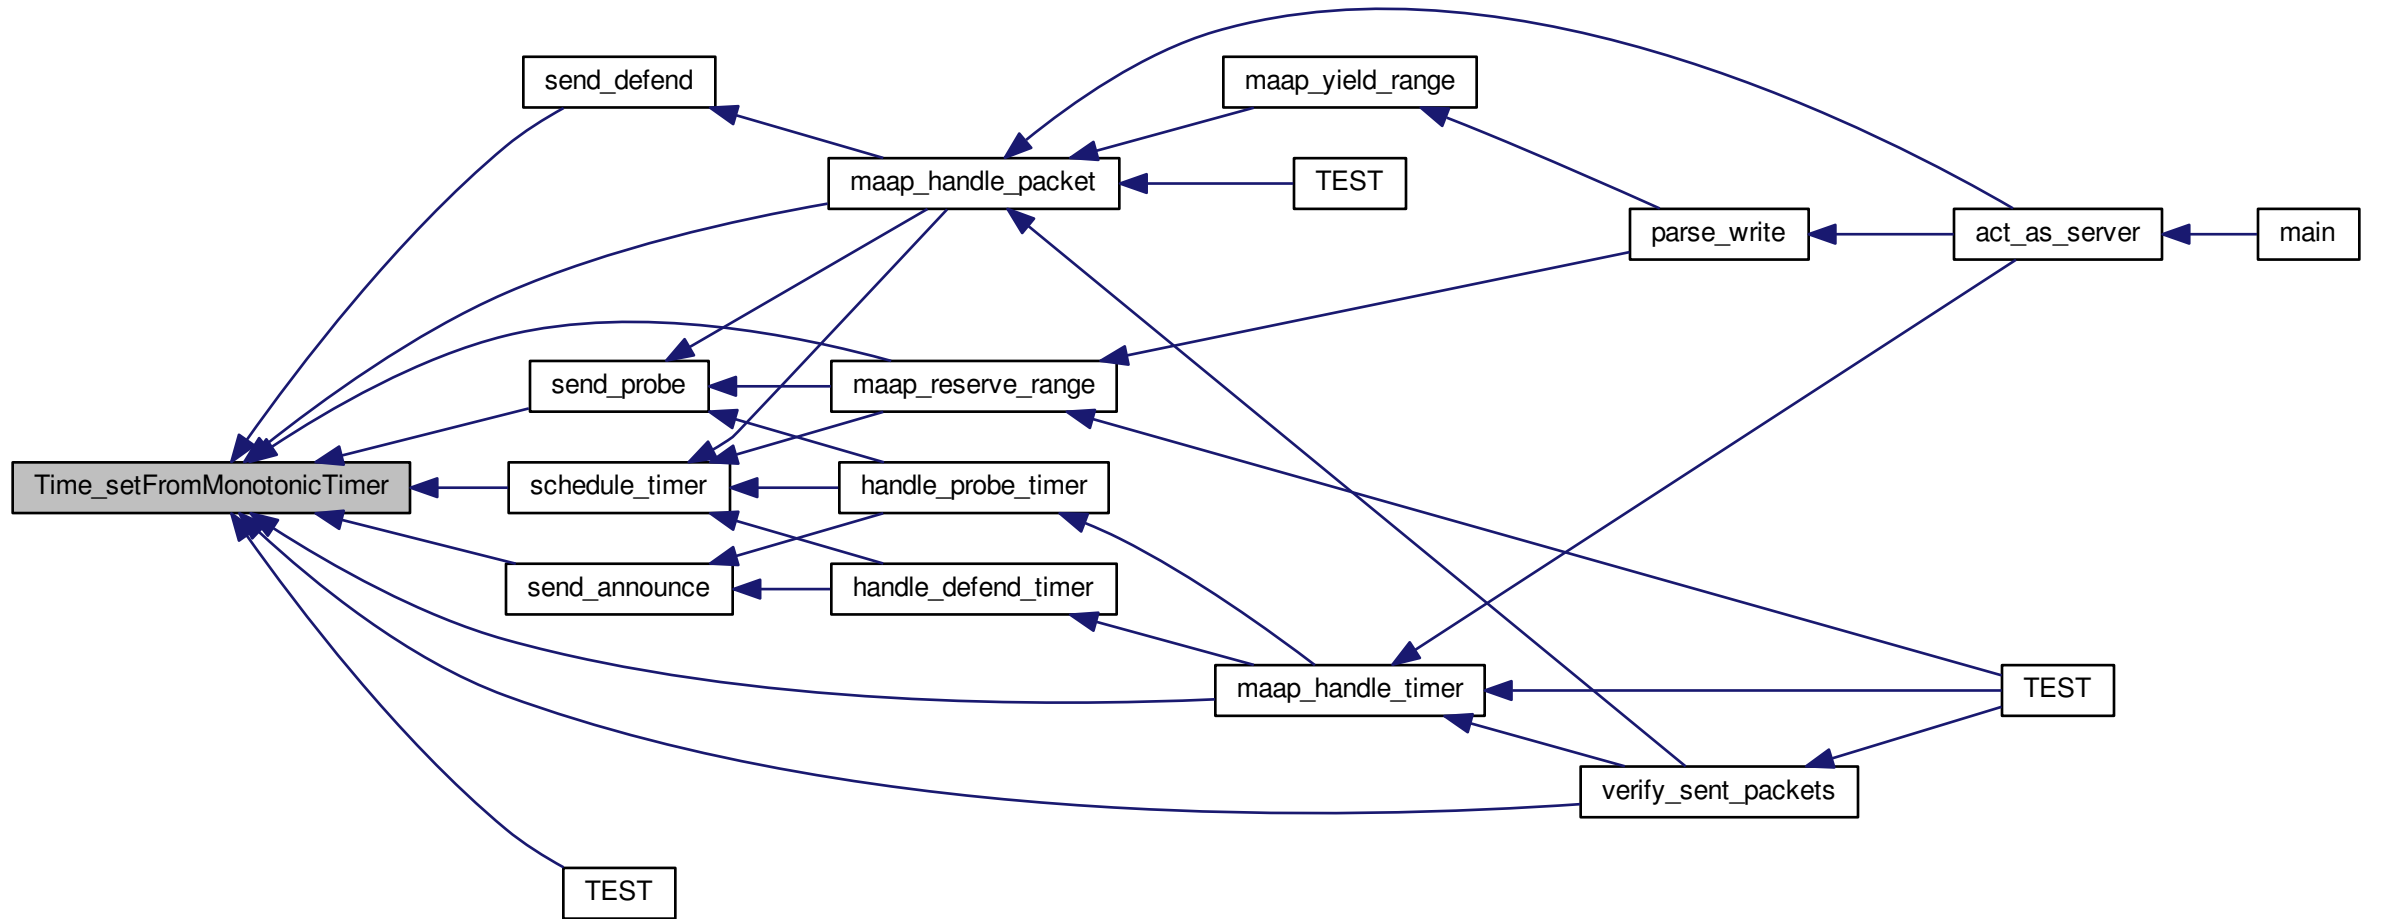 send_defend
maap_yield_range
maap_handle_packet
TEST
parse_write
act_as_server
main
send_probe
maap_reserve_range
Time_setFromMonotonicTimer
schedule_timer
handle_probe_timer
send_announce
handle_defend_timer
maap_handle_timer
TEST
verify_sent_packets
TEST